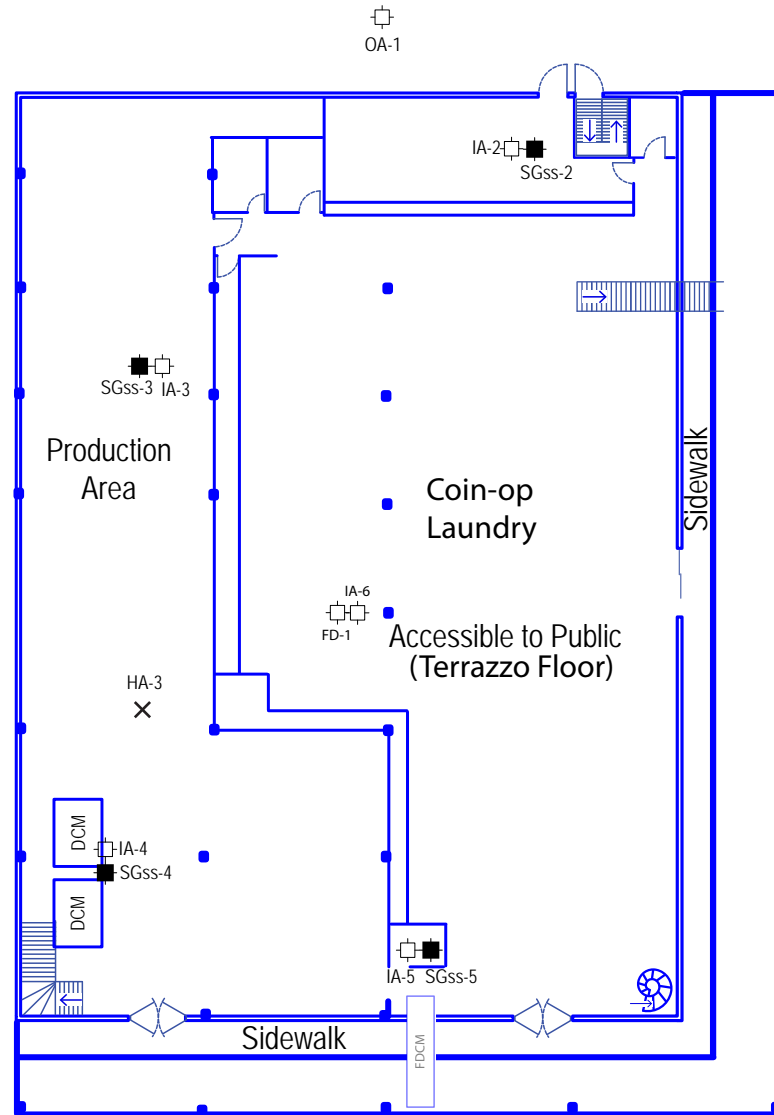 OA-1
IA-2
SGss-2
SGss-3
IA-3
Production
Area
Coin-op
Laundry
Sidewalk
IA-6
FD-1
Accessible to Public
(Terrazzo Floor)
HA-3
DCM
IA-4
SGss-4
DCM
IA-5
SGss-5
Sidewalk
FDCM